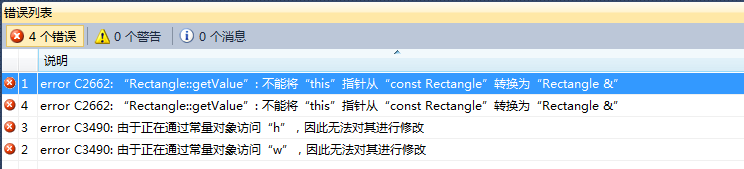 错误列表
4 个错误 0 个警告 0 个消息
说明
1 error C2662: “Rectangle::getValue”: 不能将“this”指针从“const Rectangle”转换为“Rectangle &”
4 error C2662: “Rectangle::getValue”: 不能将“this”指针从“const Rectangle”转换为“Rectangle &”
3 error C3490: 由于正在通过常量对象访问“h”，因此无法对其进行修改
2 error C3490: 由于正在通过常量对象访问“w”，因此无法对其进行修改